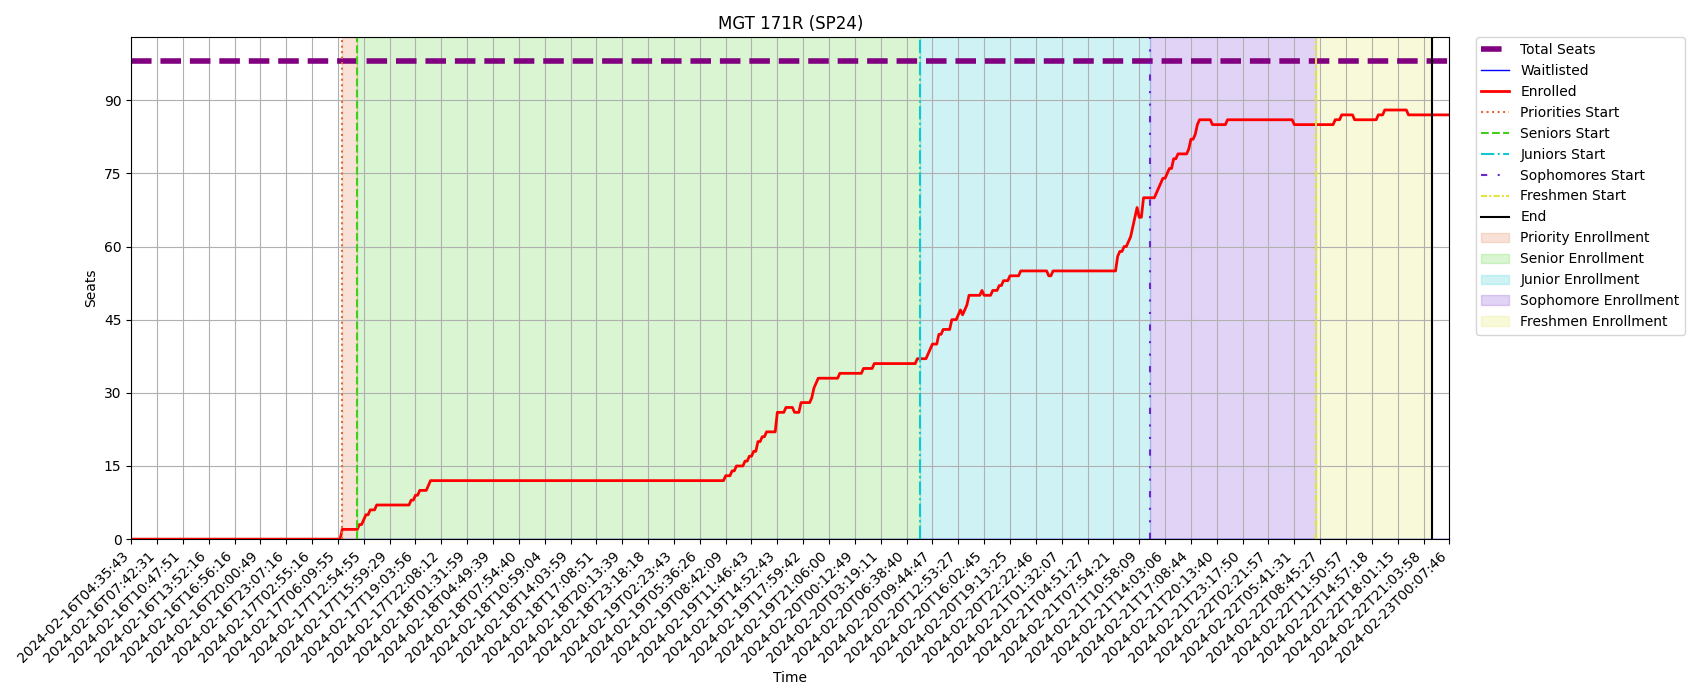 MGT 171R (SP24)
Total Seats
Waitlisted
Enrolled
Priorities Start
Seniors Start
Juniors Start
Sophomores Start
Freshmen Start
End
Priority Enrollment
Senior Enrollment
Junior Enrollment
Sophomore Enrollment
Freshmen Enrollment
Seats
90
75
60
45
30
15
0
2024-02-16T04:35:43
2024-02-16T07:42:31
2024-02-16T10:47:51
2024-02-16T13:52:16
2024-02-16T16:56:16
2024-02-16T20:00:49
2024-02-16T23:07:16
2024-02-17T02:55:16
2024-02-17T06:09:55
2024-02-17T12:54:55
2024-02-17T15:59:29
2024-02-17T19:03:56
2024-02-17T22:08:12
2024-02-18T01:31:59
2024-02-18T04:49:39
2024-02-18T07:54:40
2024-02-18T10:59:04
2024-02-18T14:03:59
2024-02-18T17:08:51
2024-02-18T20:13:39
2024-02-18T23:18:18
2024-02-19T02:23:43
2024-02-19T05:36:26
2024-02-19T08:42:09
2024-02-19T11:46:43
2024-02-19T14:52:43
2024-02-19T17:59:42
2024-02-19T21:06:00
2024-02-20T00:12:49
2024-02-20T03:19:11
2024-02-20T06:38:40
2024-02-20T09:44:47
2024-02-20T12:53:27
2024-02-20T16:02:45
2024-02-20T19:13:25
2024-02-20T22:22:46
2024-02-21T01:32:07
2024-02-21T04:51:27
2024-02-21T07:54:21
2024-02-21T10:58:09
2024-02-21T14:03:06
2024-02-21T17:08:44
2024-02-21T20:13:40
2024-02-21T23:17:50
2024-02-22T02:21:57
2024-02-22T05:41:31
2024-02-22T08:45:27
2024-02-22T11:50:57
2024-02-22T14:57:18
2024-02-22T18:01:15
2024-02-22T21:03:58
2024-02-23T00:07:46
Time